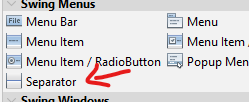 Swing Menus
Menu Bar Menu
Menu Item Menu Item /
Menu Item / RadioButton Popup Menu
Separator
Swing Windows